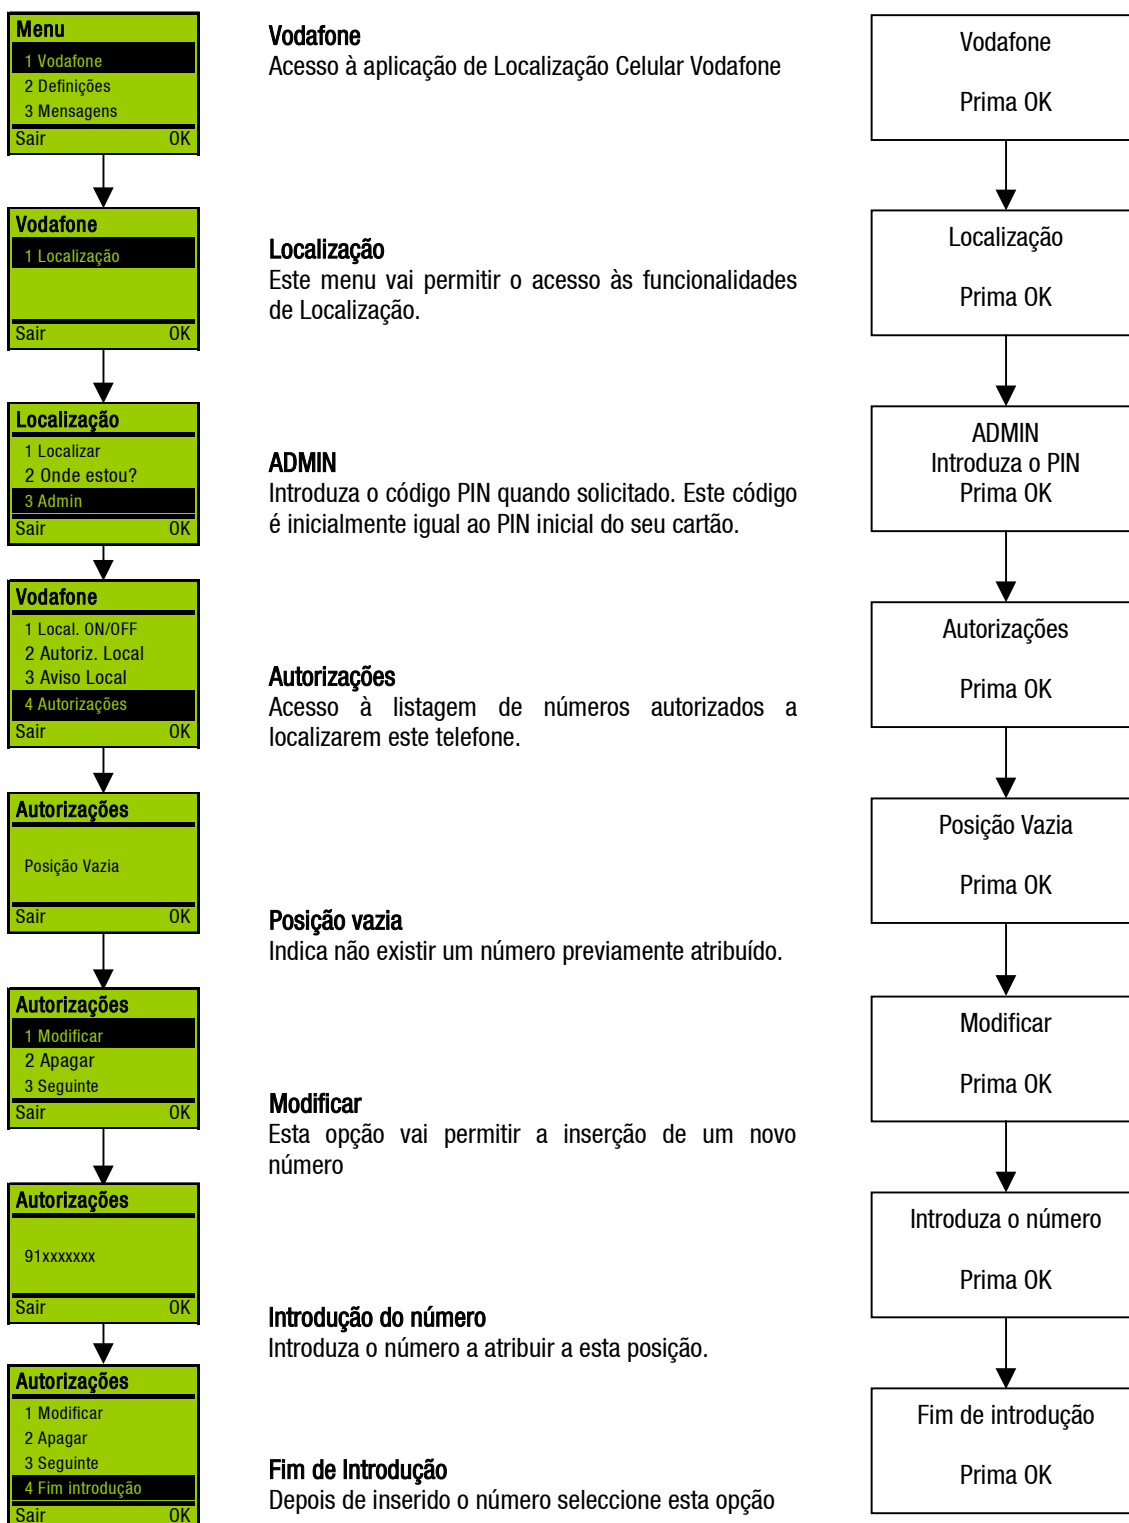 Menu
1 Vodafone
2 Definições
3 Mensagens
Sair OK
Vodafone
1 Localização
Sair OK
Localização
1 Localizar
2 Onde estou?
3 Admin
Sair OK
Vodafone
1 Local. ON/OFF
2 Autoriz. Local
3 Aviso Local
4 Autorizações
Sair OK
Autorizações
Posição Vazia
Sair OK
Autorizações
1 Modificar
2 Apagar
3 Seguinte
Sair OK
Autorizações
91xxxxxxx
Sair OK
Autorizações
1 Modificar
2 Apagar
3 Seguinte
4 Fim introdução
Sair OK
Vodafone
Acesso à aplicação de Localização Celular Vodafone
Localização
Este menu vai permitir o acesso às funcionalidades
de Localização.
ADMIN
Introduza o código PIN quando solicitado. Este código
é inicialmente igual ao PIN inicial do seu cartão.
Autorizações
Acesso à listagem de números autorizados a
localizarem este telefone.
Posição vazia
Indica não existir um número previamente atribuído.
Modificar
Esta opção vai permitir a inserção de um novo
número
Introdução do número
Introduza o número a atribuir a esta posição.
Fim de Introdução
Depois de inserido o número seleccione esta opção
Vodafone
Prima OK
Localização
Prima OK
ADMIN
Introduza o PIN
Prima OK
Autorizações
Prima OK
Posição Vazia
Prima OK
Modificar
Prima OK
Introduza o número
Prima OK
Fim de introdução
Prima OK